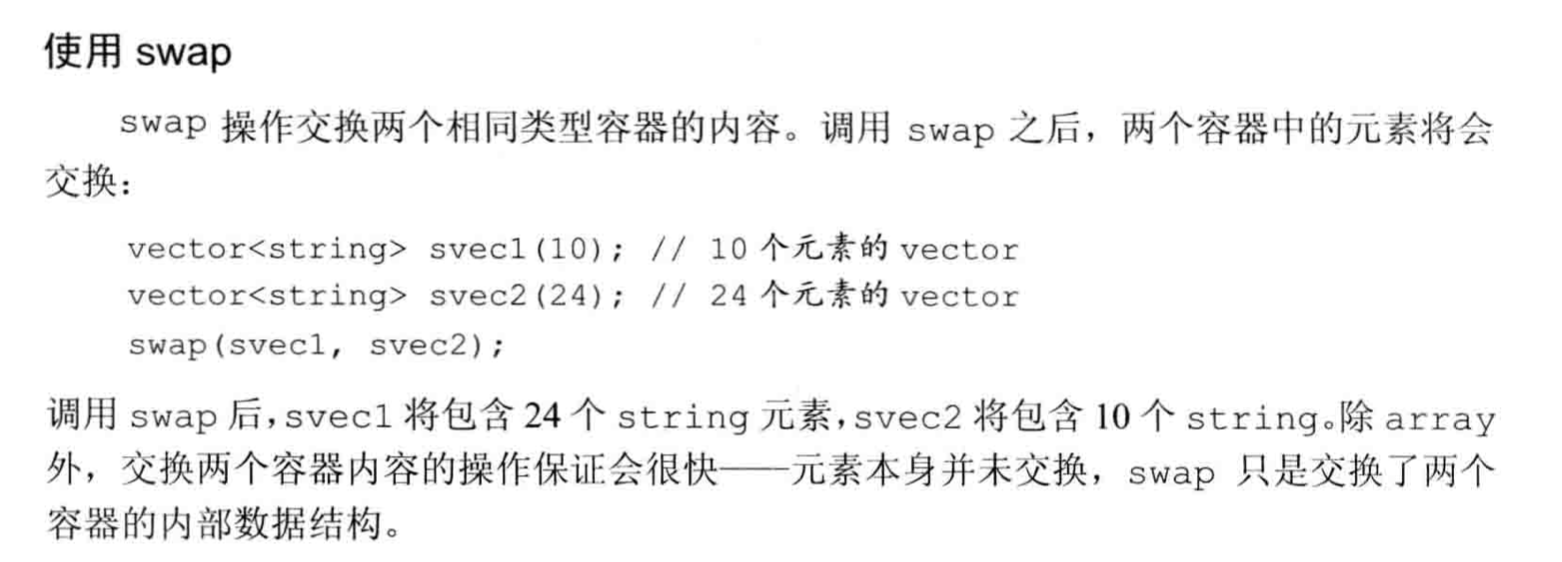 使用 swap
swap 操作交换两个相同类型容器的内容。调用 swap 之后，两个容器中的元素将会
交换：
vector<string> svec1(10); // 10 个元素的 vector
vector<string> svec2(24); // 24 个元素的 vector
swap(svec1, svec2);
调用 swap 后，svec1 将包含 24 个 string 元素，svec2 将包含 10 个 string。除 array
外，交换两个容器内容的操作保证会很快——元素本身并未交换，swap 只是交换了两个
容器的内部数据结构。